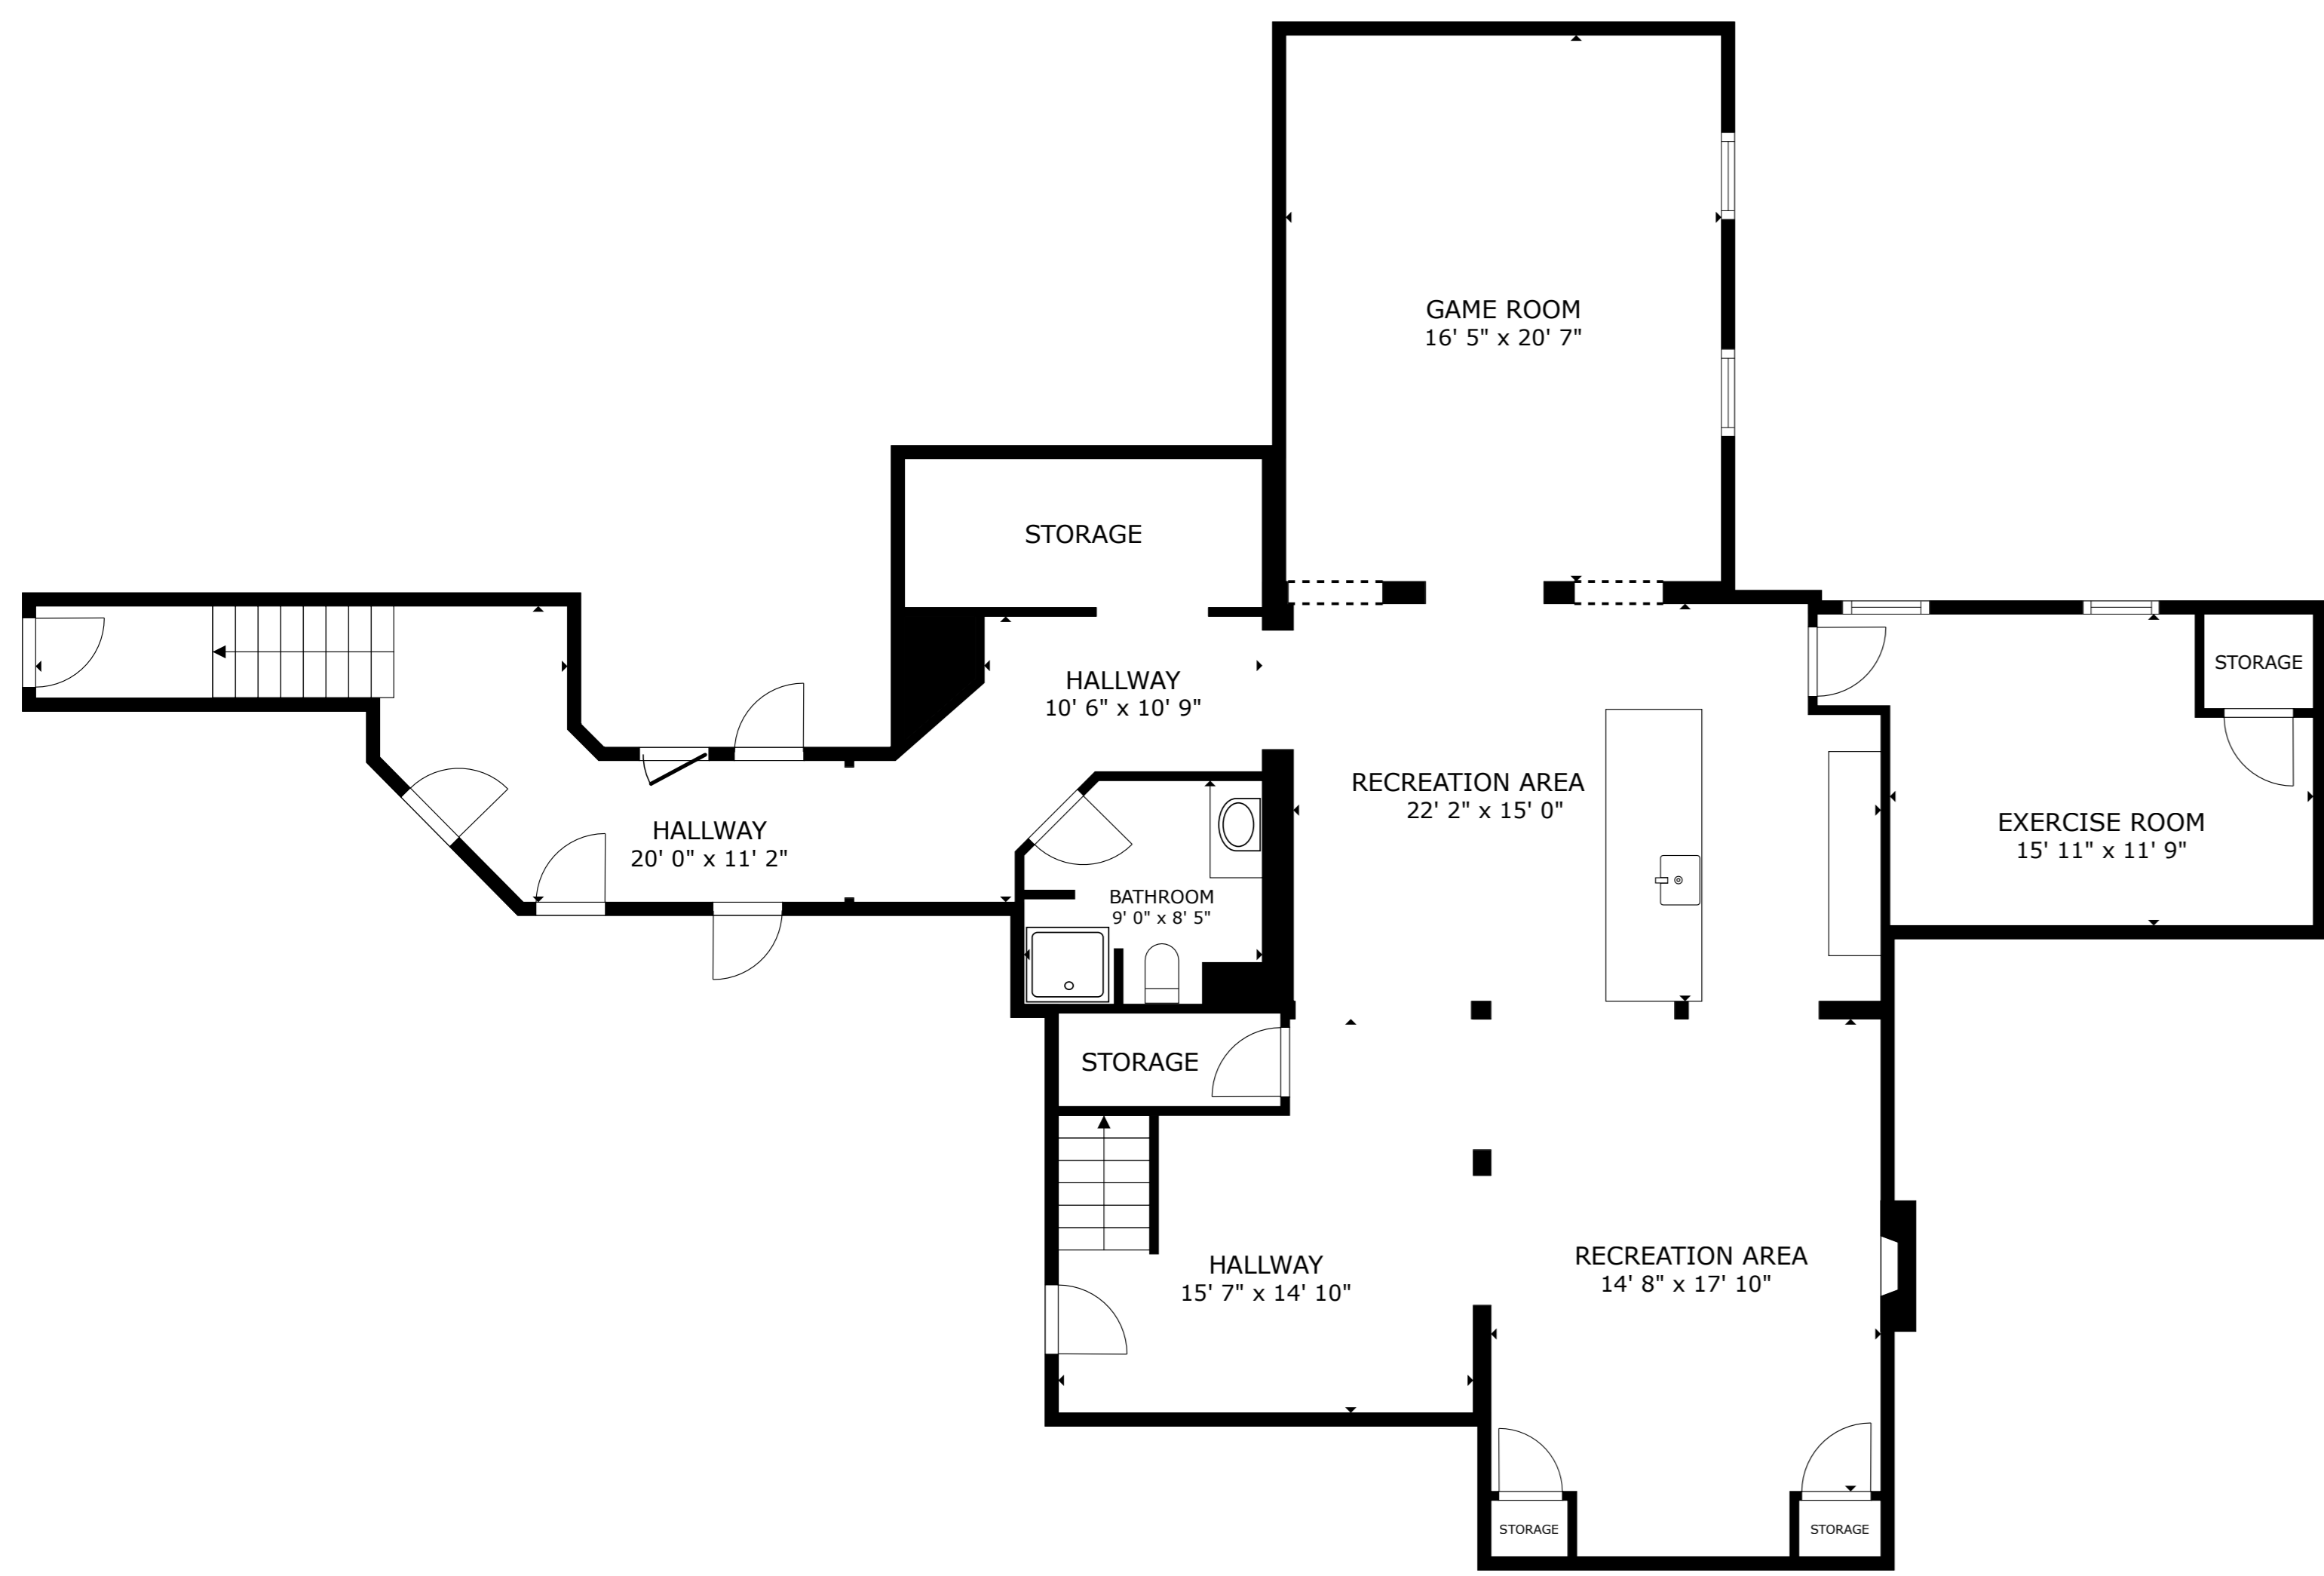 GAME ROOM
16' 5" x 20' 7"
STORAGE
HALLWAY
10' 6" x 10' 9"
STORAGE
RECREATION AREA
22' 2" x 15' 0"
EXERCISE ROOM
15' 11" x 11' 9"
HALLWAY
20' 0" x 11' 2"
BATHROOM
9' 0" x 8' 5"
STORAGE
HALLWAY
15' 7" x 14' 10"
RECREATION AREA
14' 8" x 17' 10"
STORAGE
STORAGE